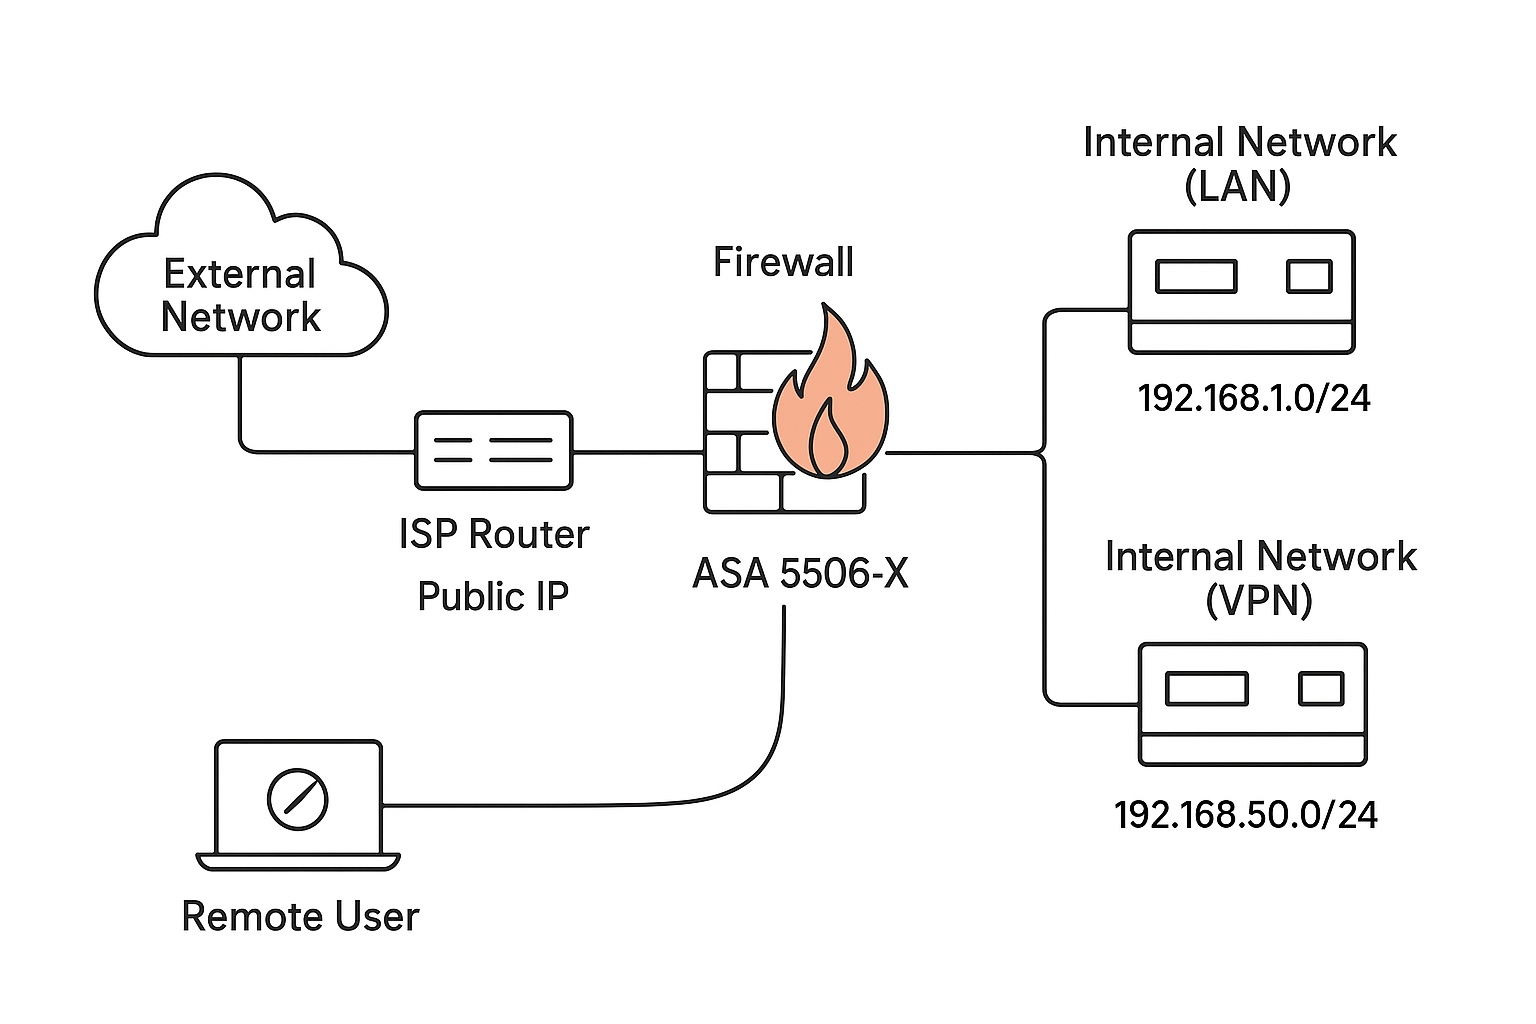 External
Network
ISP Router
Public IP
Firewall
ASA 5506-X
Internal Network
(LAN)
192.168.1.0/24
Internal Network
(VPN)
192.168.50.0/24
Remote User